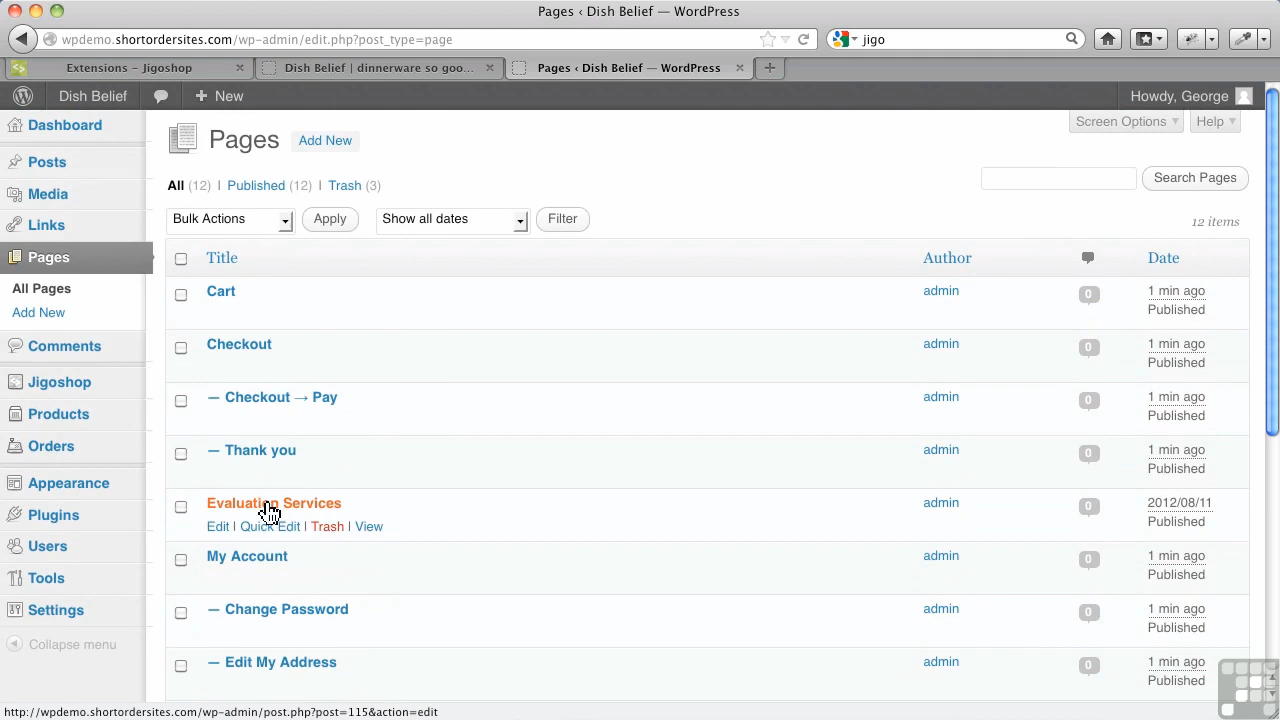 Pages ‹ Dish Belief — WordPress
wpdemo.shortordersites.com/wp-admin/edit.php?post_type=page
jigo
Extensions – Jigoshop
Dish Belief | dinnerware so goo...
Pages ‹ Dish Belief — WordPress
Dish Belief
+ New
Howdy, George
Dashboard
Posts
Media
Links
Pages
All Pages
Add New
Comments
Jigoshop
Products
Orders
Appearance
Plugins
Users
Tools
Settings
Collapse menu
Screen Options
Help
Pages Add New
All (12) | Published (12) | Trash (3)
Search Pages
Bulk Actions Apply Show all dates Filter
12 items
Title Author Date
Cart admin 0 1 min ago
Published
Checkout admin 0 1 min ago
Published
— Checkout → Pay admin 0 1 min ago
Published
— Thank you admin 0 1 min ago
Published
Evaluation Services admin 0 2012/08/11
Edit | Quick Edit | Trash | View Published
My Account admin 0 1 min ago
Published
— Change Password admin 0 1 min ago
Published
— Edit My Address admin 0 1 min ago
Published
http://wpdemo.shortordersites.com/wp-admin/post.php?post=115&action=edit